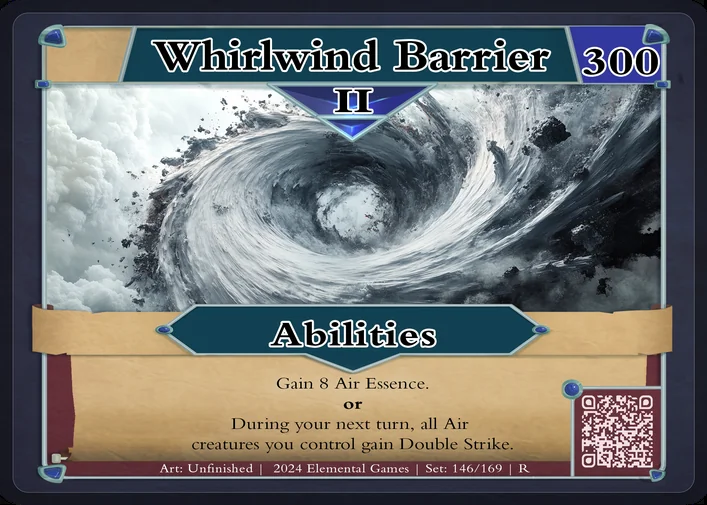 Whirlwind Barrier
300
II
Abilities
Gain 8 Air Essence.
or
During your next turn, all Air
creatures you control gain Double Strike.
Art: Unfinished | 2024 Elemental Games | Set: 146/169 | R